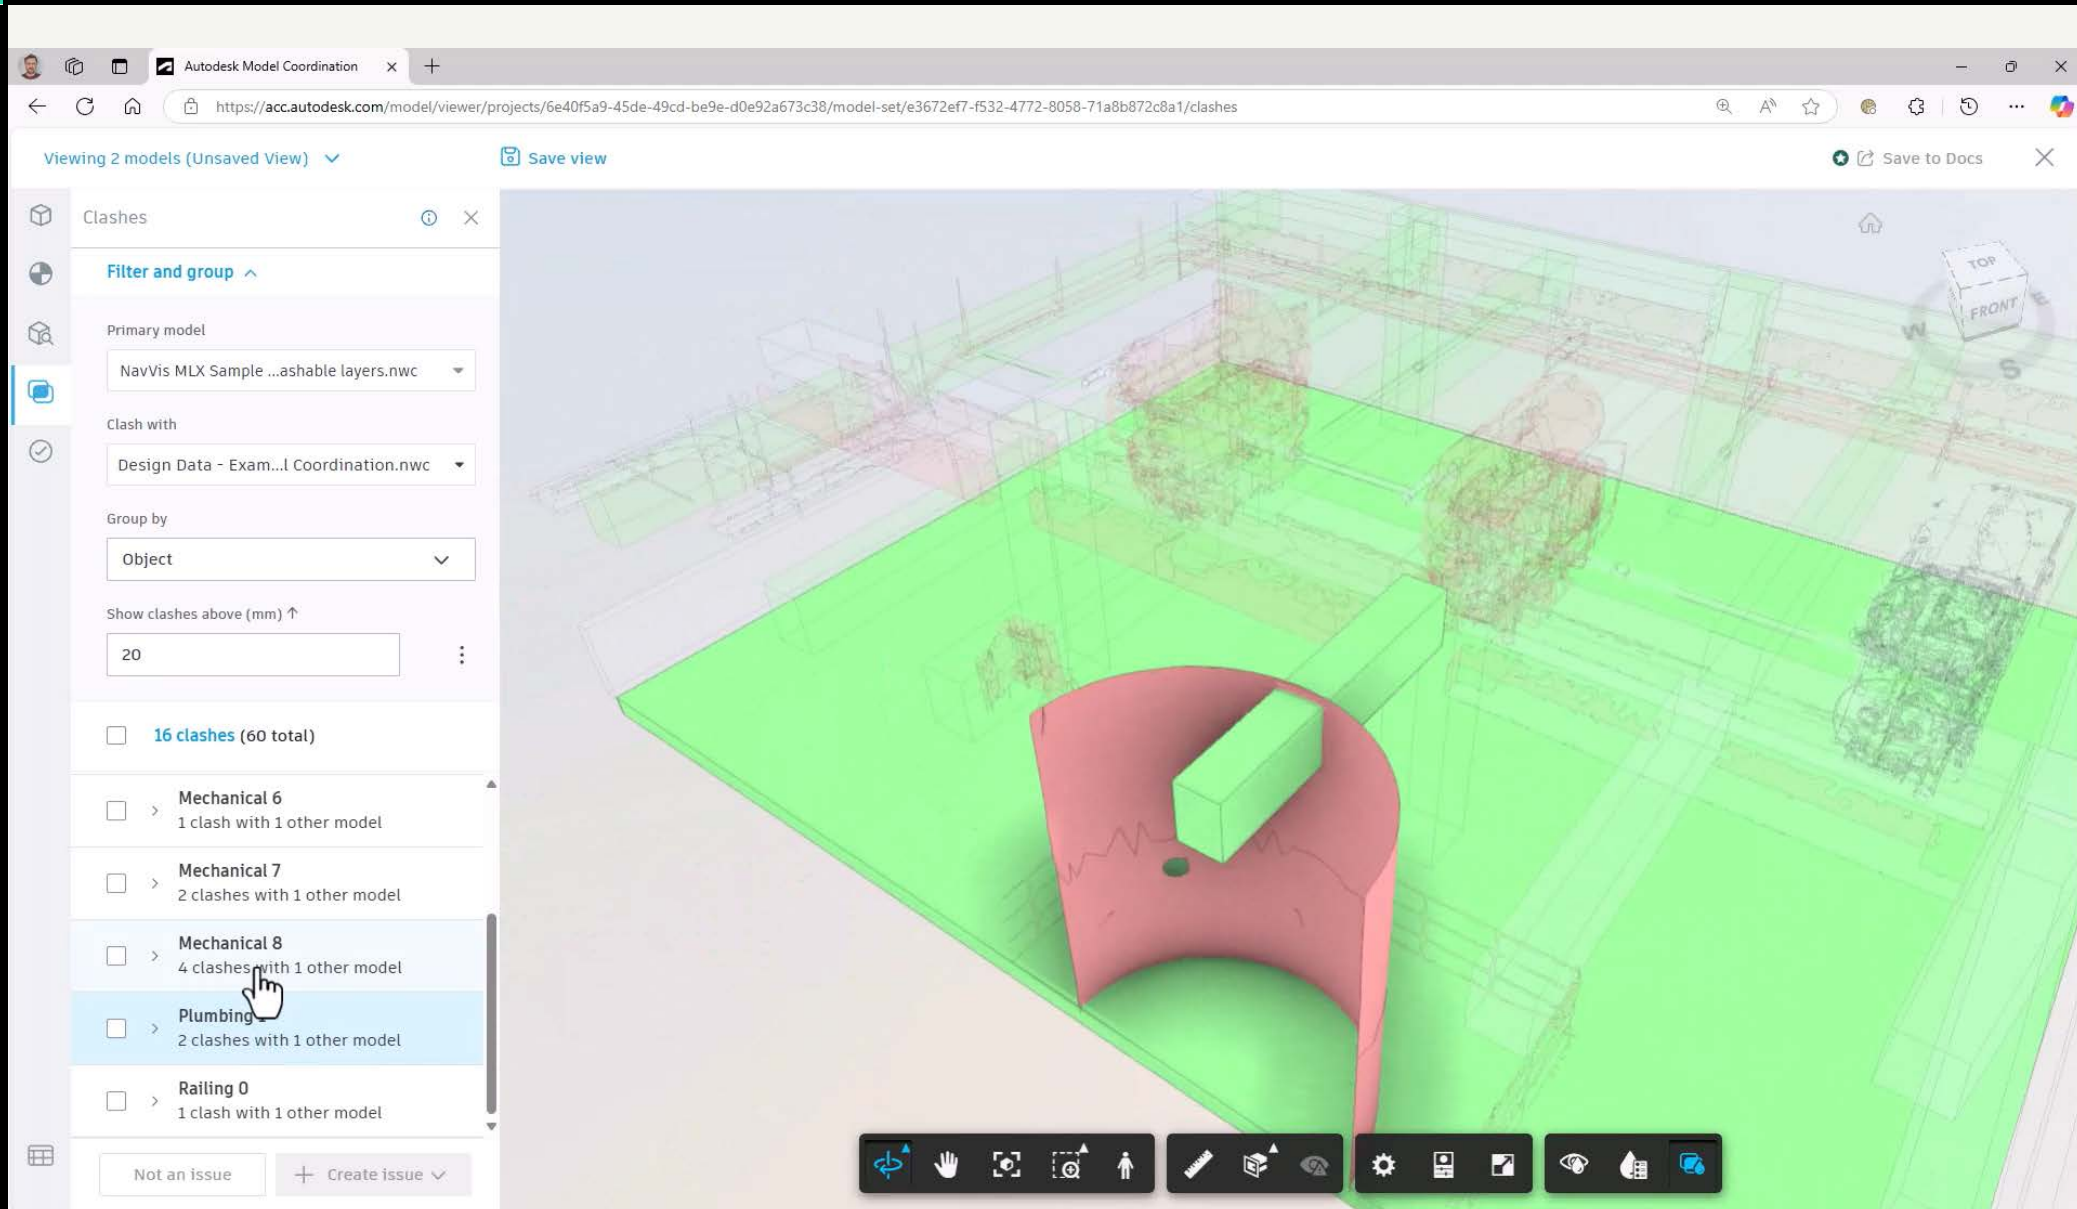 Autodesk Model Coordination
https://acc.autodesk.com/model/viewer/projects/6e40f5a9-45de-49cd-be9e-d0e92a673c38/model-set/e3672ef7-f532-4772-8058-71a8b872c8a1/clashes
Viewing 2 models (Unsaved View)
Save view
Save to Docs
Clashes
Filter and group
Primary model
NavVis MLX Sample ...ashable layers.nwc
Clash with
Design Data - Exam...l Coordination.nwc
Group by
Object
Show clashes above (mm) ↑
20
16 clashes (60 total)
Mechanical 6
1 clash with 1 other model
Mechanical 7
2 clashes with 1 other model
Mechanical 8
4 clashes with 1 other model
Plumbing
2 clashes with 1 other model
Railing 0
1 clash with 1 other model
Not an issue
+ Create issue
TOP
FRONT
W
E
S